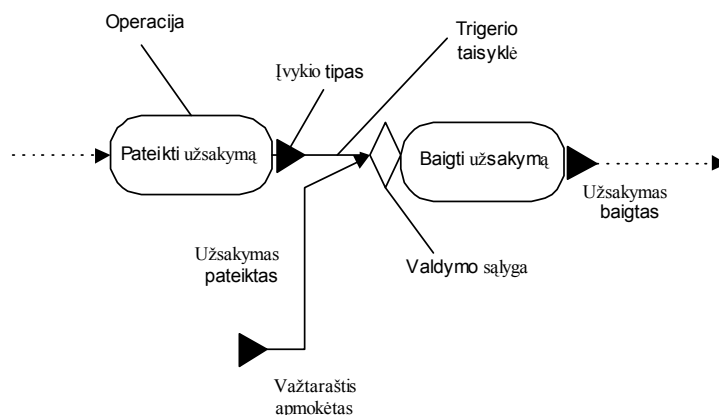 Operacija
Trigerio
taisyklė
Įvykio tipas
Pateikti užsakymą
Baigti užsakymą
Užsakymas
baigtas
Užsakymas
pateiktas
Valdymo sąlyga
Važtaraštis
apmokėtas